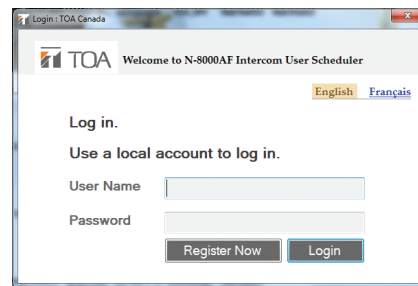 Login : TOA Canada
TOA Welcome to N-8000AF Intercom User Scheduler
English Français
Log in.
Use a local account to log in.
User Name
Password
Register Now Login